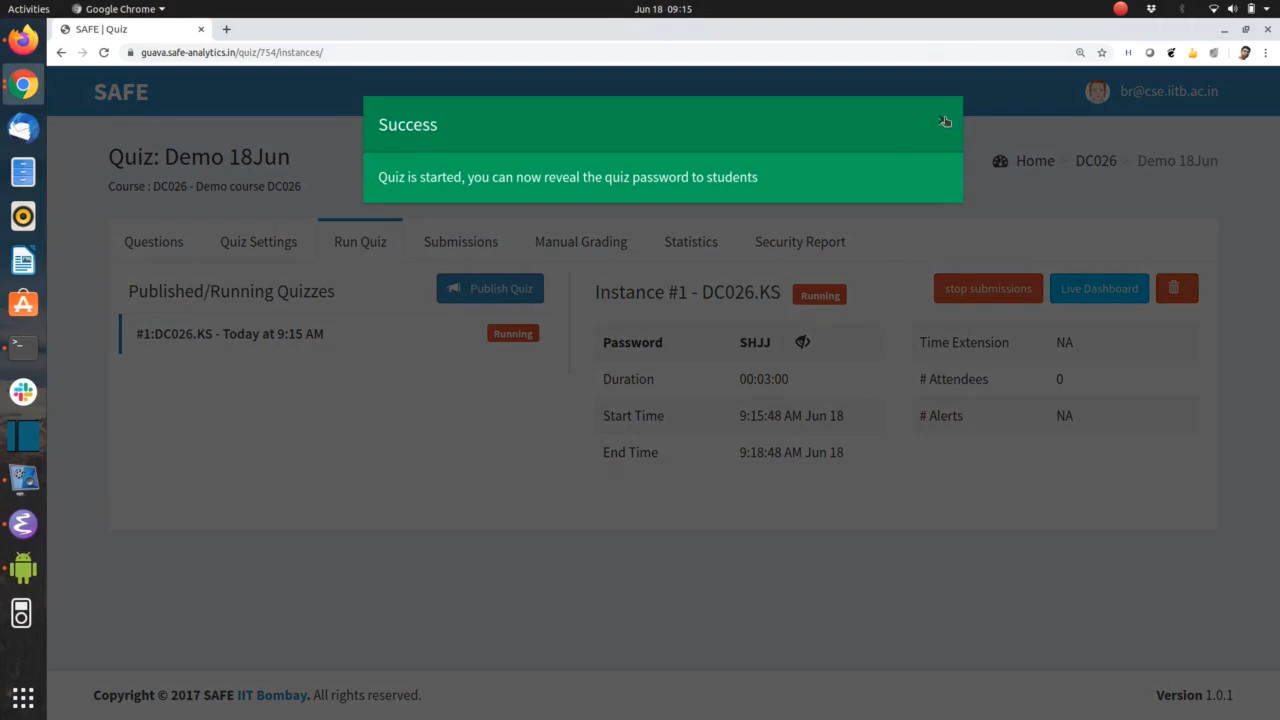 Activities
Google Chrome
Jun 18 09:15
SAFE | Quiz
guava.safe-analytics.in/quiz/754/instances/
SAFE
br@cse.iitb.ac.in
Success
Quiz is started, you can now reveal the quiz password to students
Quiz: Demo 18Jun
Course : DC026 - Demo course DC026
Home > DC026 > Demo 18Jun
Questions
Quiz Settings
Run Quiz
Submissions
Manual Grading
Statistics
Security Report
Published/Running Quizzes
Publish Quiz
#1:DC026.KS - Today at 9:15 AM
Running
Instance #1 - DC026.KS
Running
stop submissions
Live Dashboard
Password SHJJ
Duration 00:03:00
Start Time 9:15:48 AM Jun 18
End Time 9:18:48 AM Jun 18
Time Extension NA
# Attendees 0
# Alerts NA
Copyright © 2017 SAFE IIT Bombay. All rights reserved.
Version 1.0.1